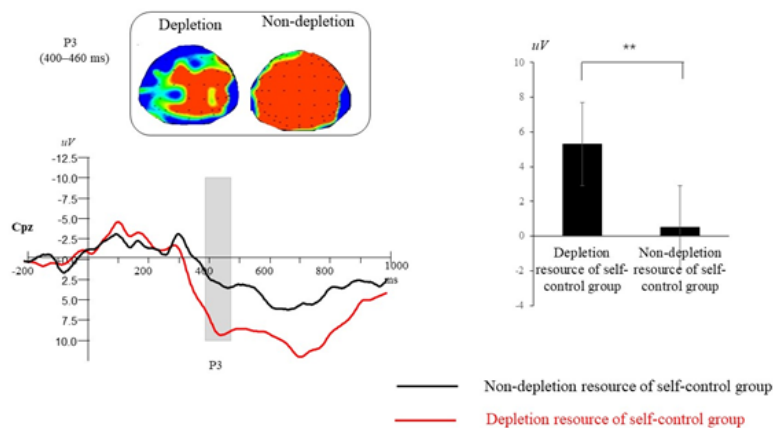 Depletion
Non-depletion
P3
(400–460 ms)
uV
-12.5
-10.0
-7.5
-5.0
-2.5
0
2.5
5.0
7.5
10.0
Cpz
-200
200
400
600
800
1000
ms
P3
uV
**
10
8
6
4
2
0
-2
-4
Depletion
resource of self-
control group
Non-depletion
resource of self-
control group
Non-depletion resource of self-control group
Depletion resource of self-control group